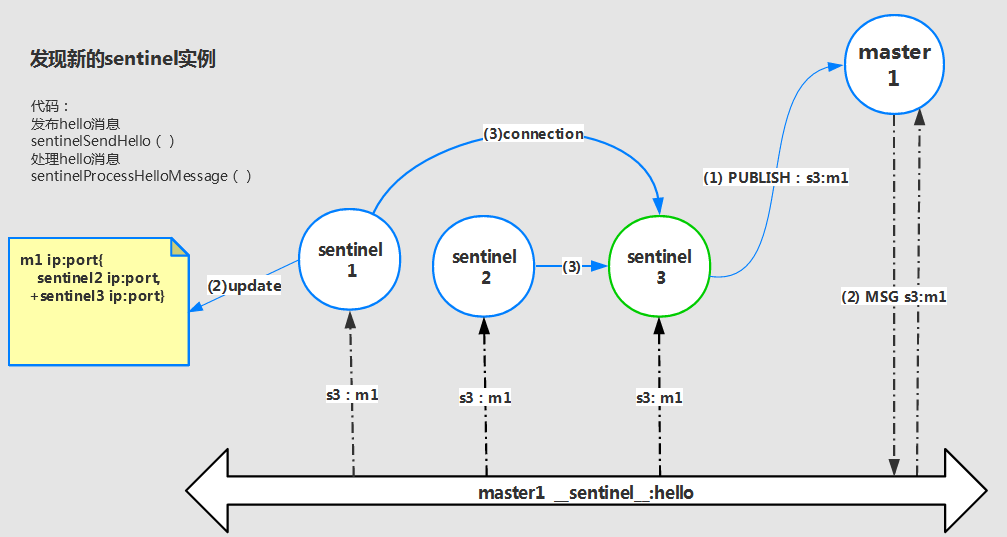 发现新的sentinel实例
代码：
发布hello消息
sentinelSendHello（ ）
处理hello消息
sentinelProcessHelloMessage（ ）
master
1
(3)connection
(1) PUBLISH：s3:m1
sentinel
1
sentinel
2
sentinel
3
(3)
m1 ip:port{
sentinel2 ip:port,
+sentinel3 ip:port}
(2)update
(2) MSG s3:m1
s3：m1
s3：m1
s3: m1
master1 __sentinel__:hello